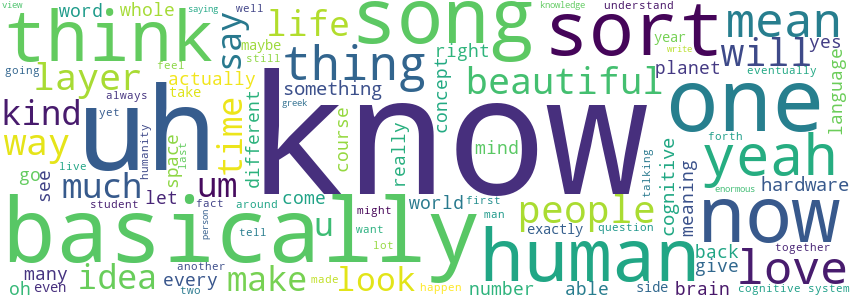 view
saying
well
knowledge
understand
word
whole
think
going
life
song
sort
say
maybe
still
feel
right
year
write
mean
will
yes
layer
actually
thing
something
beautiful
planet
eventually
language
kind
always
take
greek
uh
know
one
way
yet
time
different
course
really
concept
mind
forth
yeah
go
see
humanity
live
space
last
talking
cognitive
meaning
enormous
hardware
much
um
let
come
student
fact
person
around
might
world
first
people
exactly
question
now
basically
tell
u
want
man
human
back
together
give
love
many
oh
even
idea
another
every
two
make
made
look
lot
happen
number
able
side
brain
cognitive system